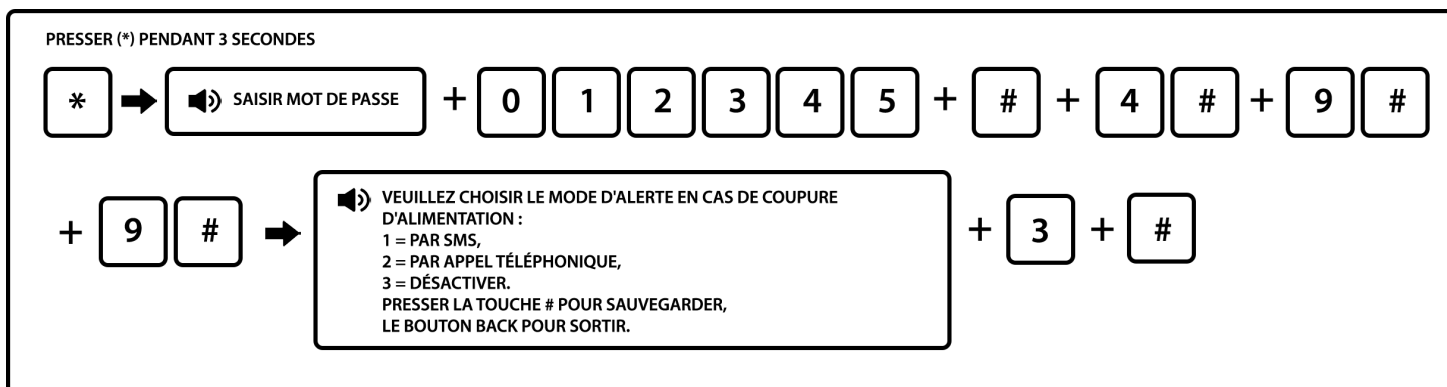 PRESSER (*) PENDANT 3 SECONDES
* SAISIR MOT DE PASSE + 0 1 2 3 4 5 + # + 4 # + 9 #
+ 9 # VEUILLEZ CHOISIR LE MODE D'ALERTE EN CAS DE COUPURE
D'ALIMENTATION :
1 = PAR SMS,
2 = PAR APPEL TÉLÉPHONIQUE,
3 = DÉSACTIVER.
PRESSER LA TOUCHE # POUR SAUVEGARDER,
LE BOUTON BACK POUR SORTIR.
+ 3 + #